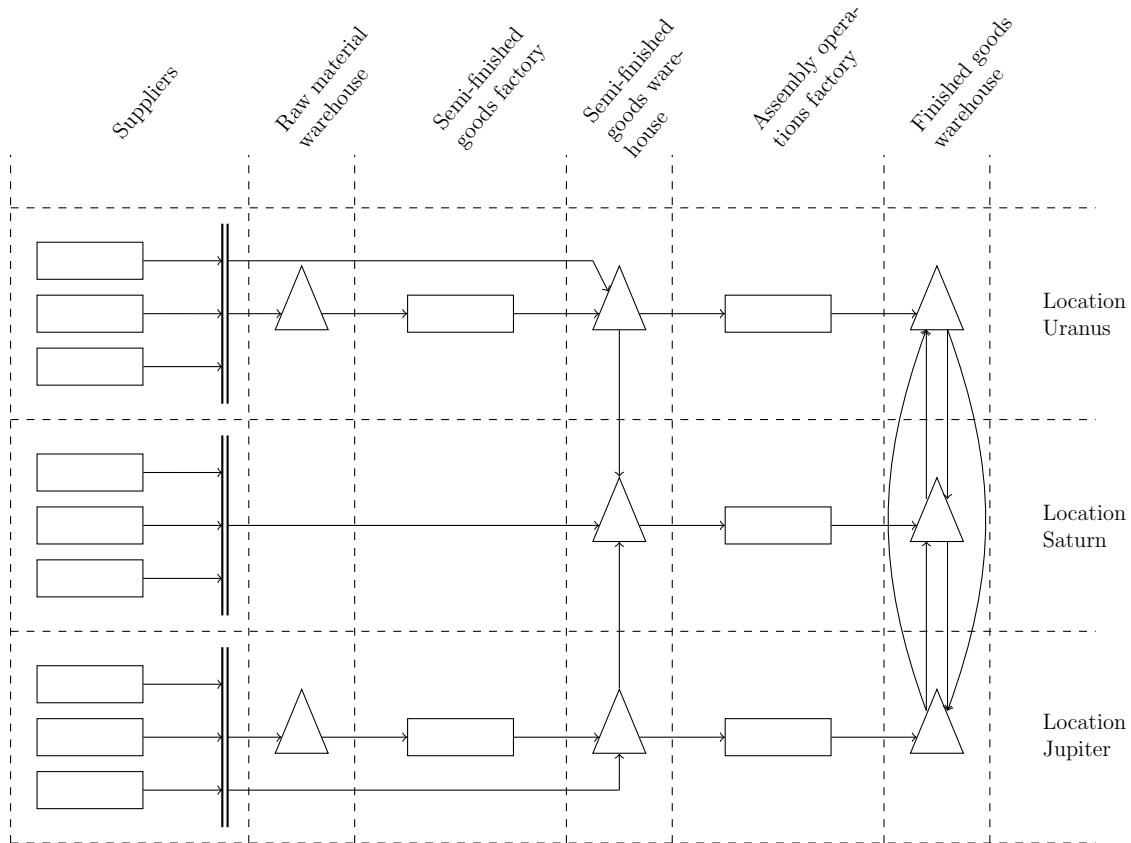 Suppliers
Raw material
warehouse
Semi-finished
goods factory
Semi-finished
goods ware-
house
Assembly opera-
tions factory
Finished goods
warehouse
Location
Uranus
Location
Saturn
Location
Jupiter